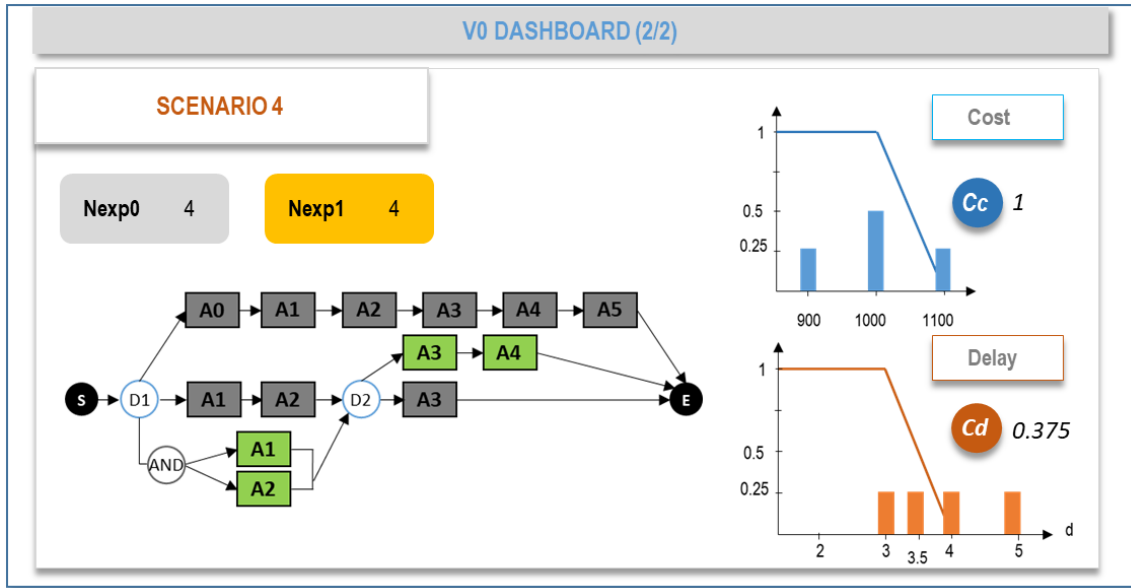 V0 DASHBOARD (2/2)
SCENARIO 4
Nexp0 4
Nexp1 4
A0 A1 A2 A3 A4 A5
A3 A4
S D1 A1 A2 D2 A3 E
AND
A1
A2
Cost
1
0.5
0.25
900 1000 1100
Cc 1
Delay
1
0.5
0.25
2 3 3.5 4 5 d
Cd 0.375